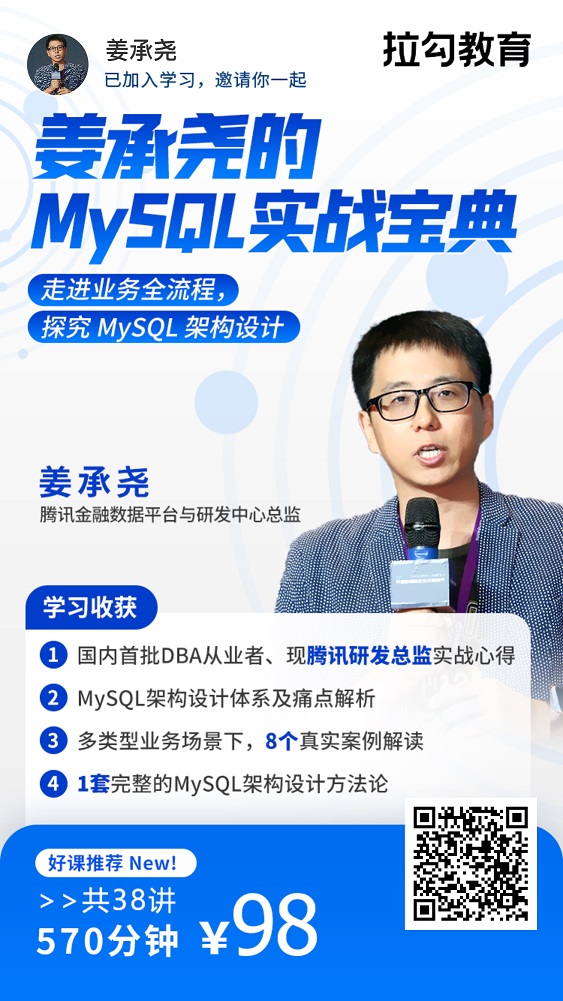 姜承尧
拉勾教育
已加入学习，邀请你一起
姜承尧的
MySQL实战宝典
走进业务全流程，
探究 MySQL 架构设计
姜承尧
腾讯金融数据平台与研发中心总监
学习收获
1 国内首批DBA从业者、现腾讯研发总监实战心得
2 MySQL架构设计体系及痛点解析
3 多类型业务场景下，8个真实案例解读
4 1套完整的MySQL架构设计方法论
好课推荐 New!
>>共38讲
570分钟 ¥98